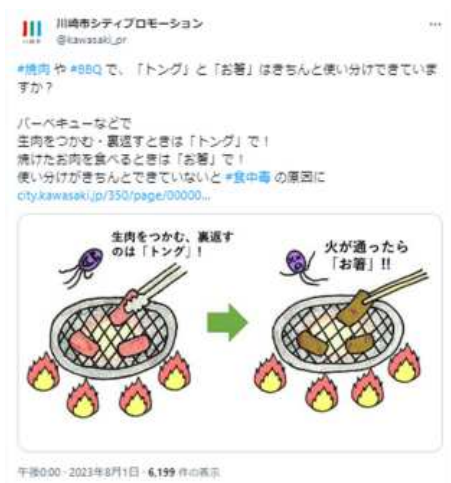 川崎市シティプロモーション
@kawasaki_pr
#焼肉 や #BBQ で、「トング」と「お箸」はきちんと使い分けできていま
すか？
バーベキューなどで
生肉をつかむ・裏返すときは「トング」で！
焼けたお肉を食べるときは「お箸」で！
使い分けがきちんとできていないと #食中毒 の原因に
city.kawasaki.jp/350/page/00000...
生肉をつかむ、裏返す
のは「トング」!
火が通ったら
「お箸」!!
午後0:00 · 2023年8月1日 · 6,199 件の表示